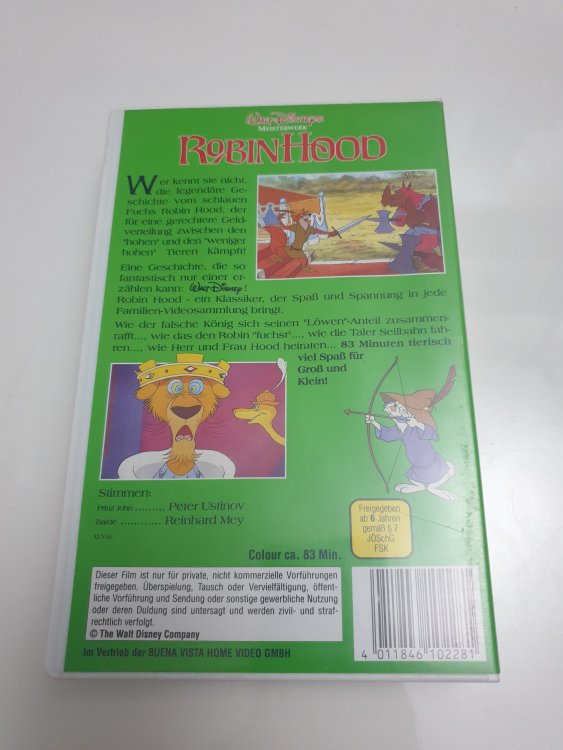 Walt Disneys
MEISTERWERK
ROBIN HOOD
Wer kennt sie nicht,
die legendäre Ge-
schichte vom schlauen
Fuchs Robin Hood, der
für eine gerechtere Geld-
verteilung zwischen den
"hohen" und den "weniger
hohen" Tieren kämpft!
Eine Geschichte, die so
fantastisch nur einer er-
zählen kann: Walt Disney!
Robin Hood - ein Klassiker, der Spaß und Spannung in jede
Familien-Videosammlung bringt.
Wie der falsche König sich seinen "Löwen"-Anteil zusammen-
rafft..., wie das den Robin "fuchst"..., wie die Taler Seilbahn fah-
ren..., wie Herr und Frau Hood heiraten... 83 Minuten tierisch
viel Spaß für
Groß und
Klein!
Stimmen:
Prinz John ......... Peter Ustinov
Barde ............ Reinhard Mey
u.v.a.
Freigegeben
ab 6 Jahren
gemäß § 7
JÖSchG
FSK
Colour ca. 83 Min.
Dieser Film ist nur für private, nicht kommerzielle Vorführungen
freigegeben. Überspielung, Tausch oder Vervielfältigung, öffent-
liche Vorführung und Sendung oder sonstige gewerbliche Nutzung
oder deren Duldung sind untersagt und werden zivil- und straf-
rechtlich verfolgt.
© The Walt Disney Company
Im Vertrieb der BUENA VISTA HOME VIDEO GMBH
4 011846 102281